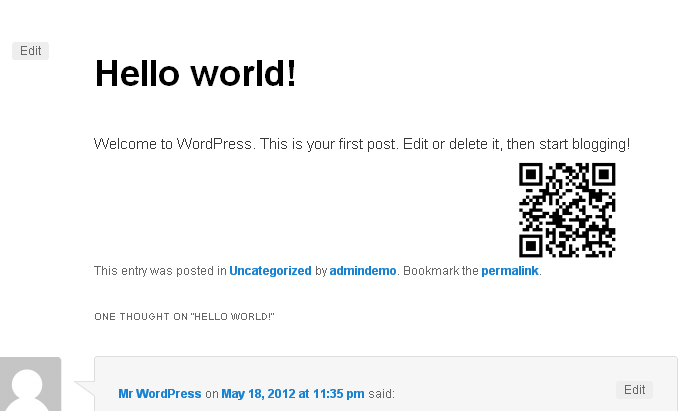 Edit
Hello world!
Welcome to WordPress. This is your first post. Edit or delete it, then start blogging!
This entry was posted in Uncategorized by admindemo. Bookmark the permalink.
ONE THOUGHT ON "HELLO WORLD!"
Mr WordPress on May 18, 2012 at 11:35 pm said:
Edit